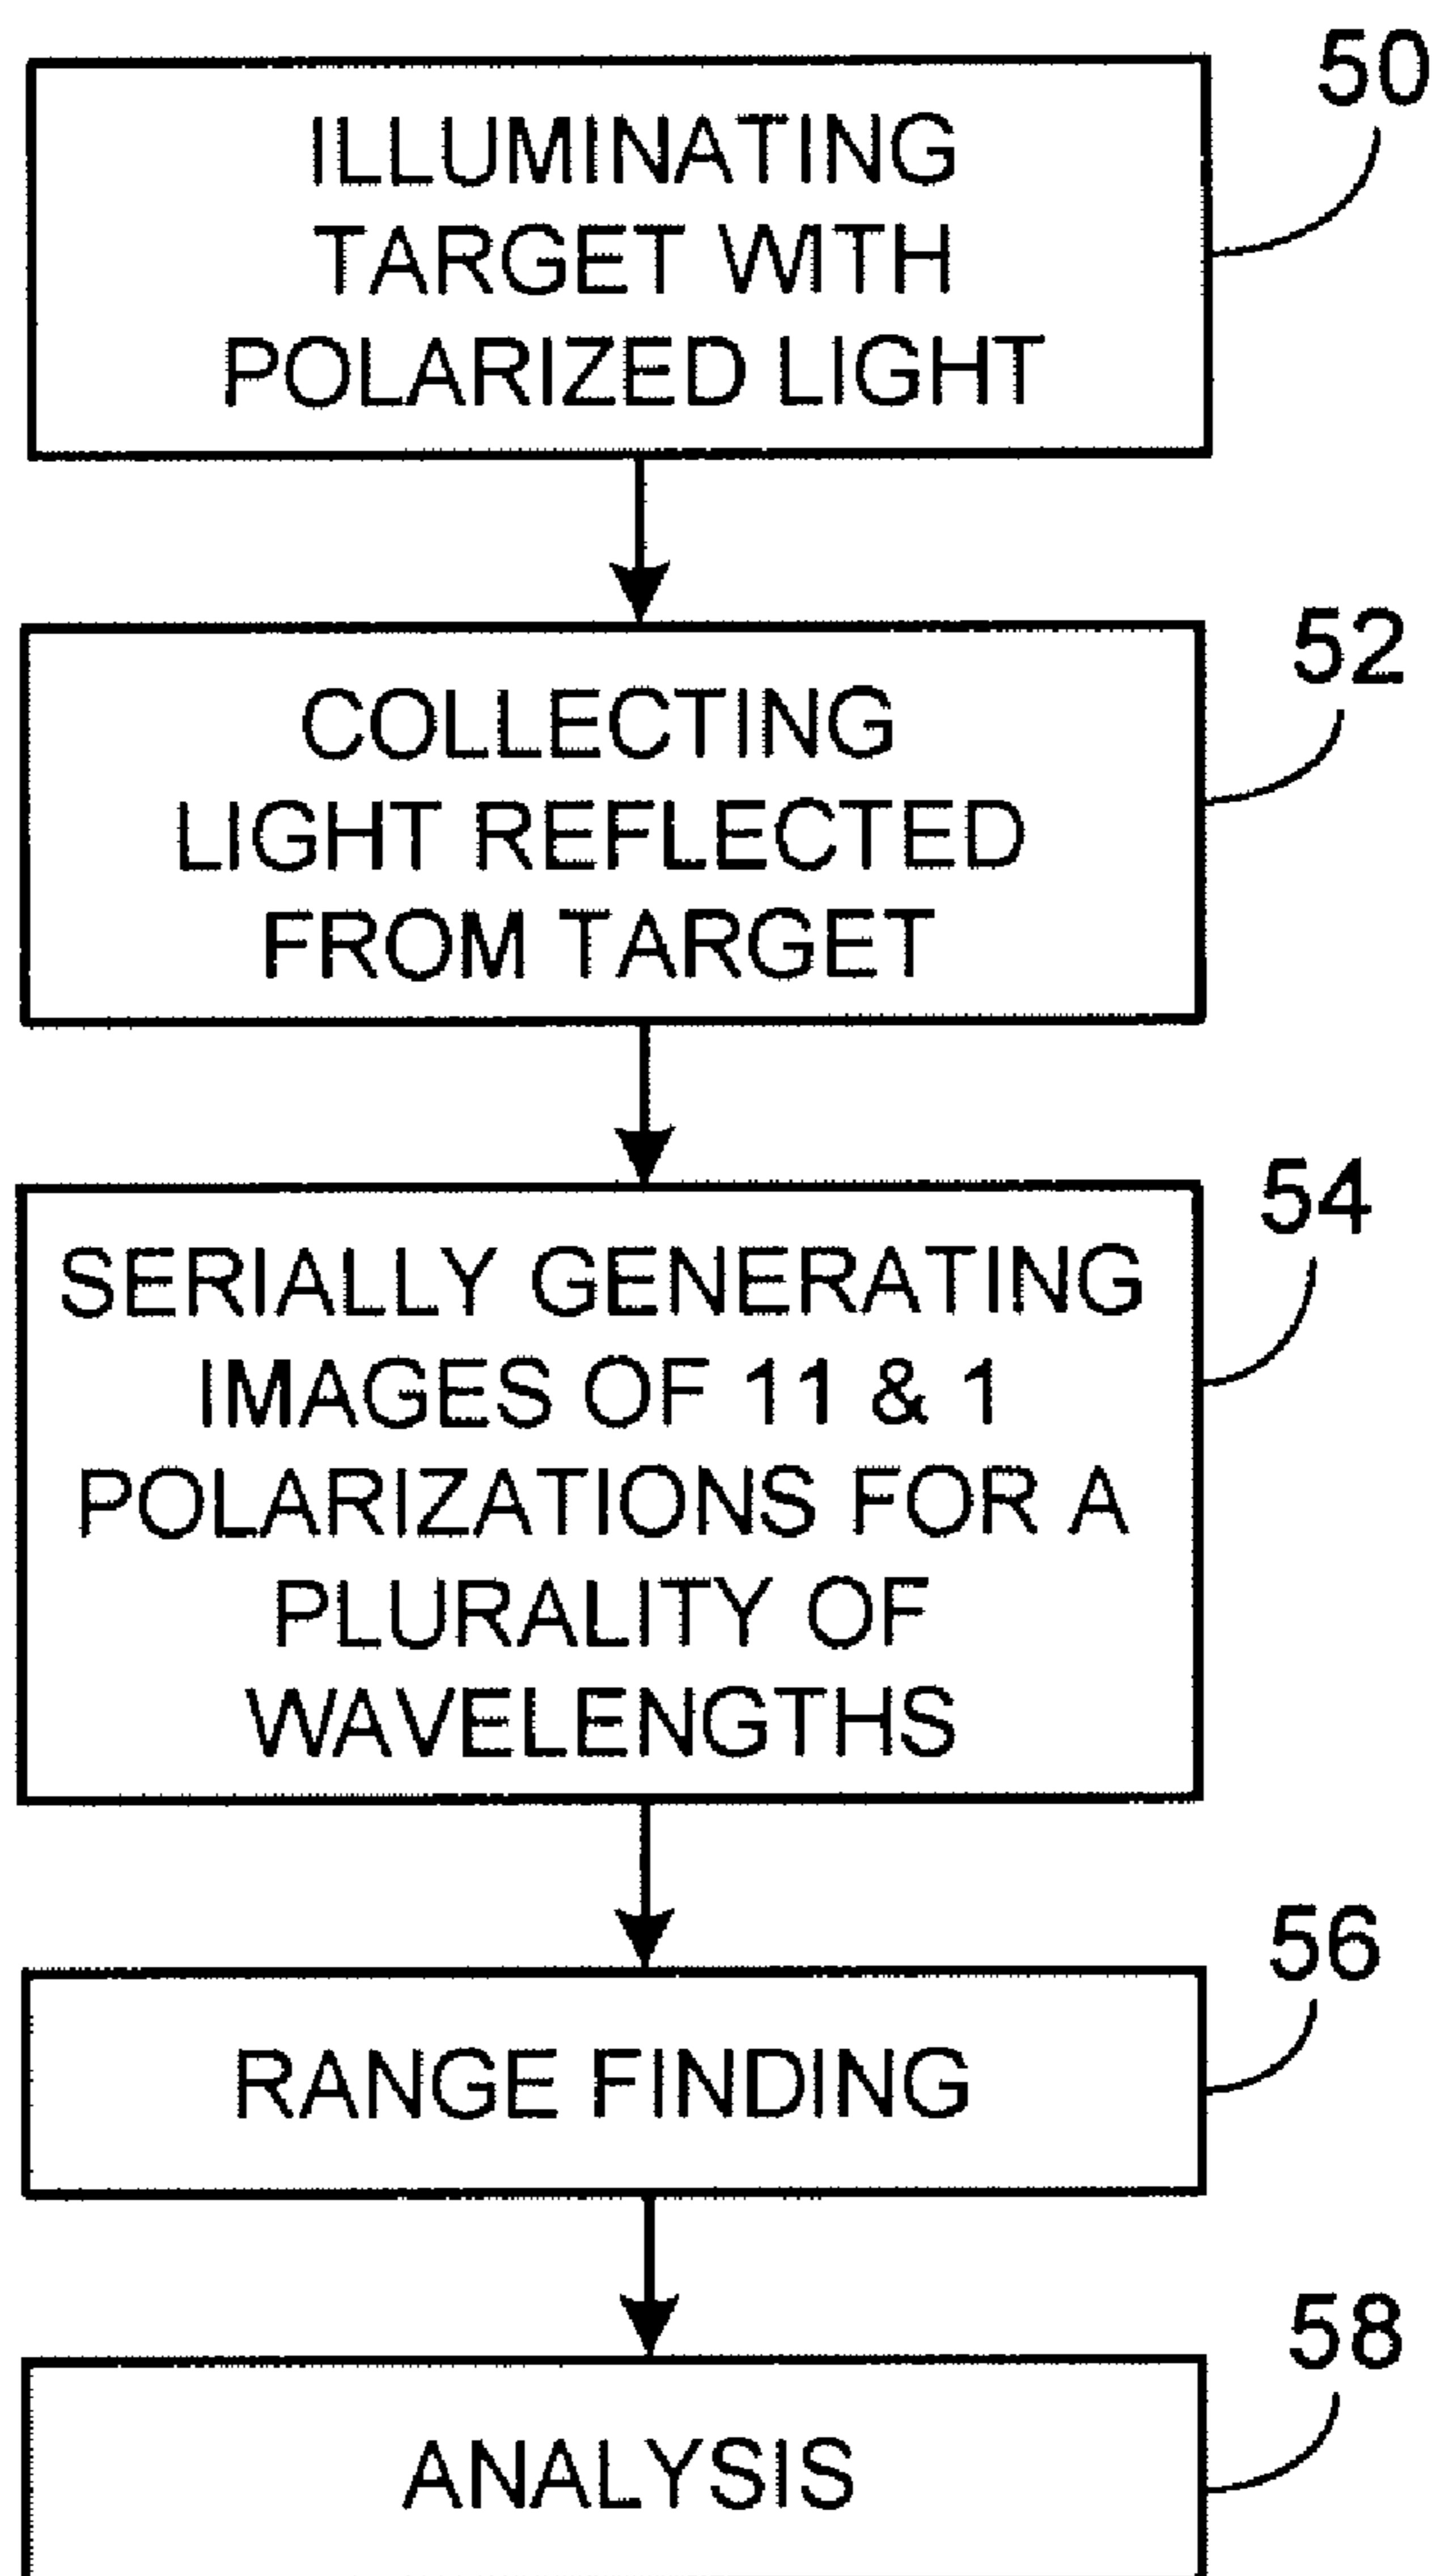 50
ILLUMINATING
TARGET WITH
POLARIZED LIGHT
52
COLLECTING
LIGHT REFLECTED
FROM TARGET
54
SERIALLY GENERATING
IMAGES OF 11 & 1
POLARIZATIONS FOR A
PLURALITY OF
WAVELENGTHS
56
RANGE FINDING
58
ANALYSIS